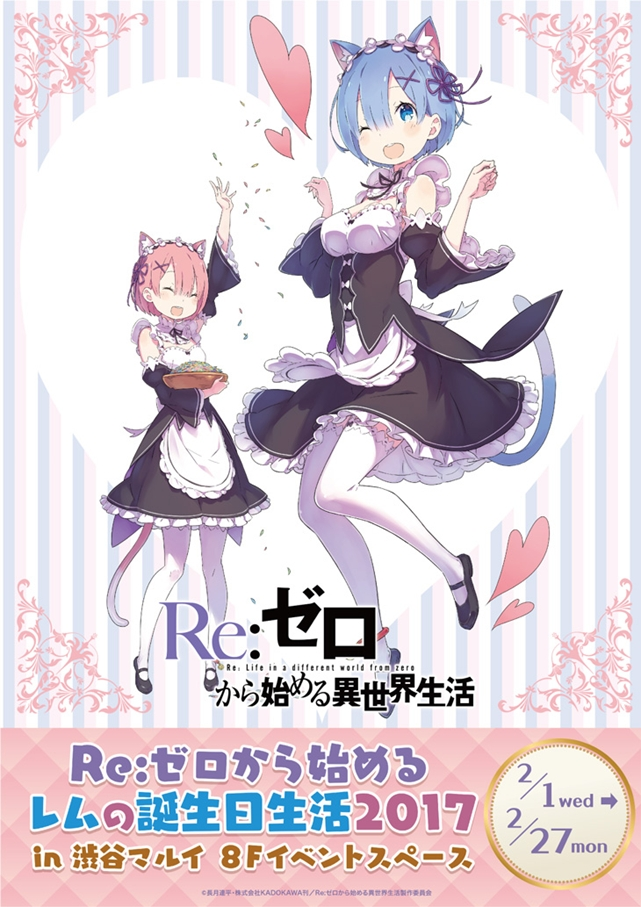 Re:ゼロ
Re: Life in a different world from zero
から始める異世界生活
Re:ゼロから始める
レムの誕生日生活2017
in 渋谷マルイ 8Fイベントスペース
2/1wed ➡
2/27mon
©長月達平・株式会社KADOKAWA刊／Re:ゼロから始める異世界生活製作委員会